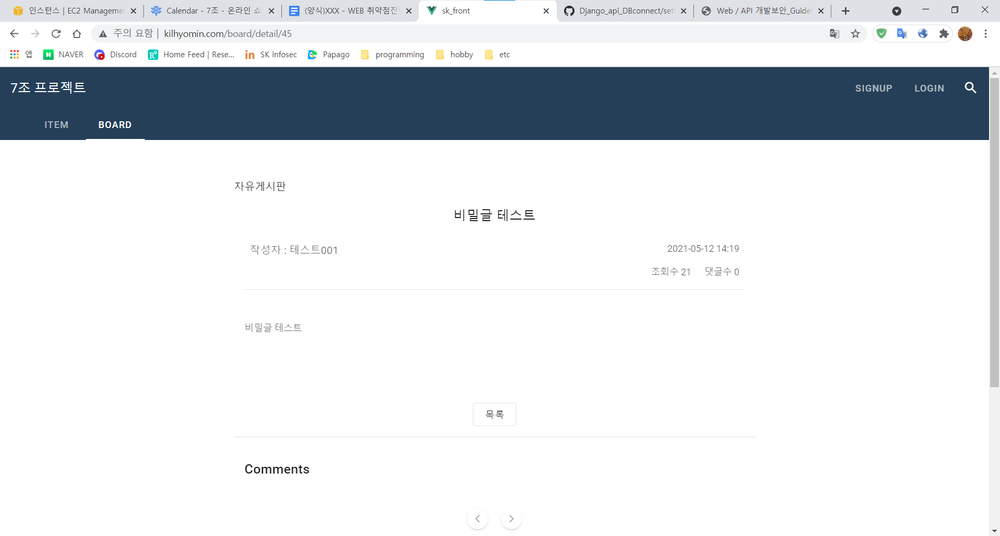 인스턴스 | EC2 Manageme
Calendar - 7조 - 온라인 쇼
(양식)XXX - WEB 취약점진
sk_front
Django_api_DBconnect/set
Web / API 개발보안_Guidel
주의 요함 | kilhyomin.com/board/detail/45
앱
NAVER
Discord
Home Feed | Rese...
SK infosec
Papago
programming
hobby
etc
7조 프로젝트
SIGNUP
LOGIN
ITEM
BOARD
자유게시판
비밀글 테스트
작성자 : 테스트001
2021-05-12 14:19
조회수 21 댓글수 0
비밀글 테스트
목록
Comments